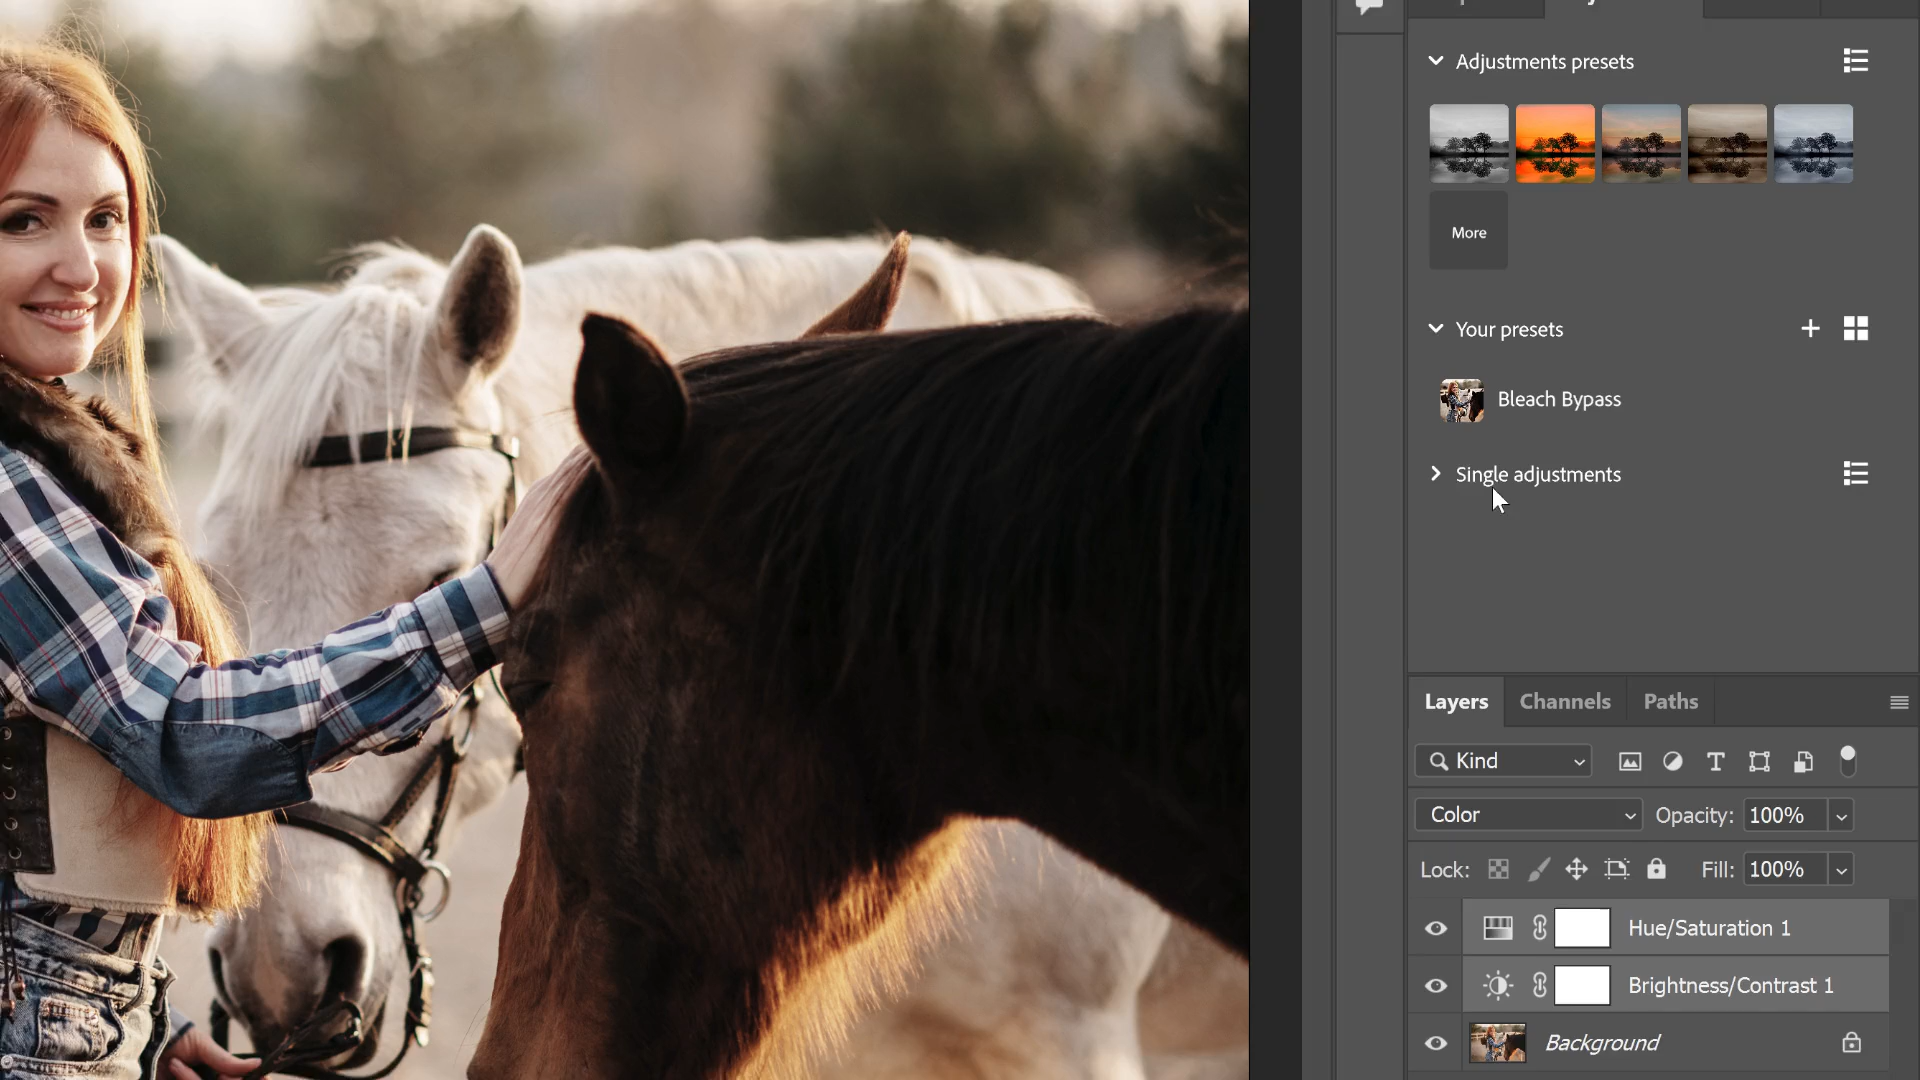 Adjustments presets
More
Your presets
Bleach Bypass
Single adjustments
Layers Channels Paths
Kind
Color Opacity: 100%
Lock: Fill: 100%
Hue/Saturation 1
Brightness/Contrast 1
Background